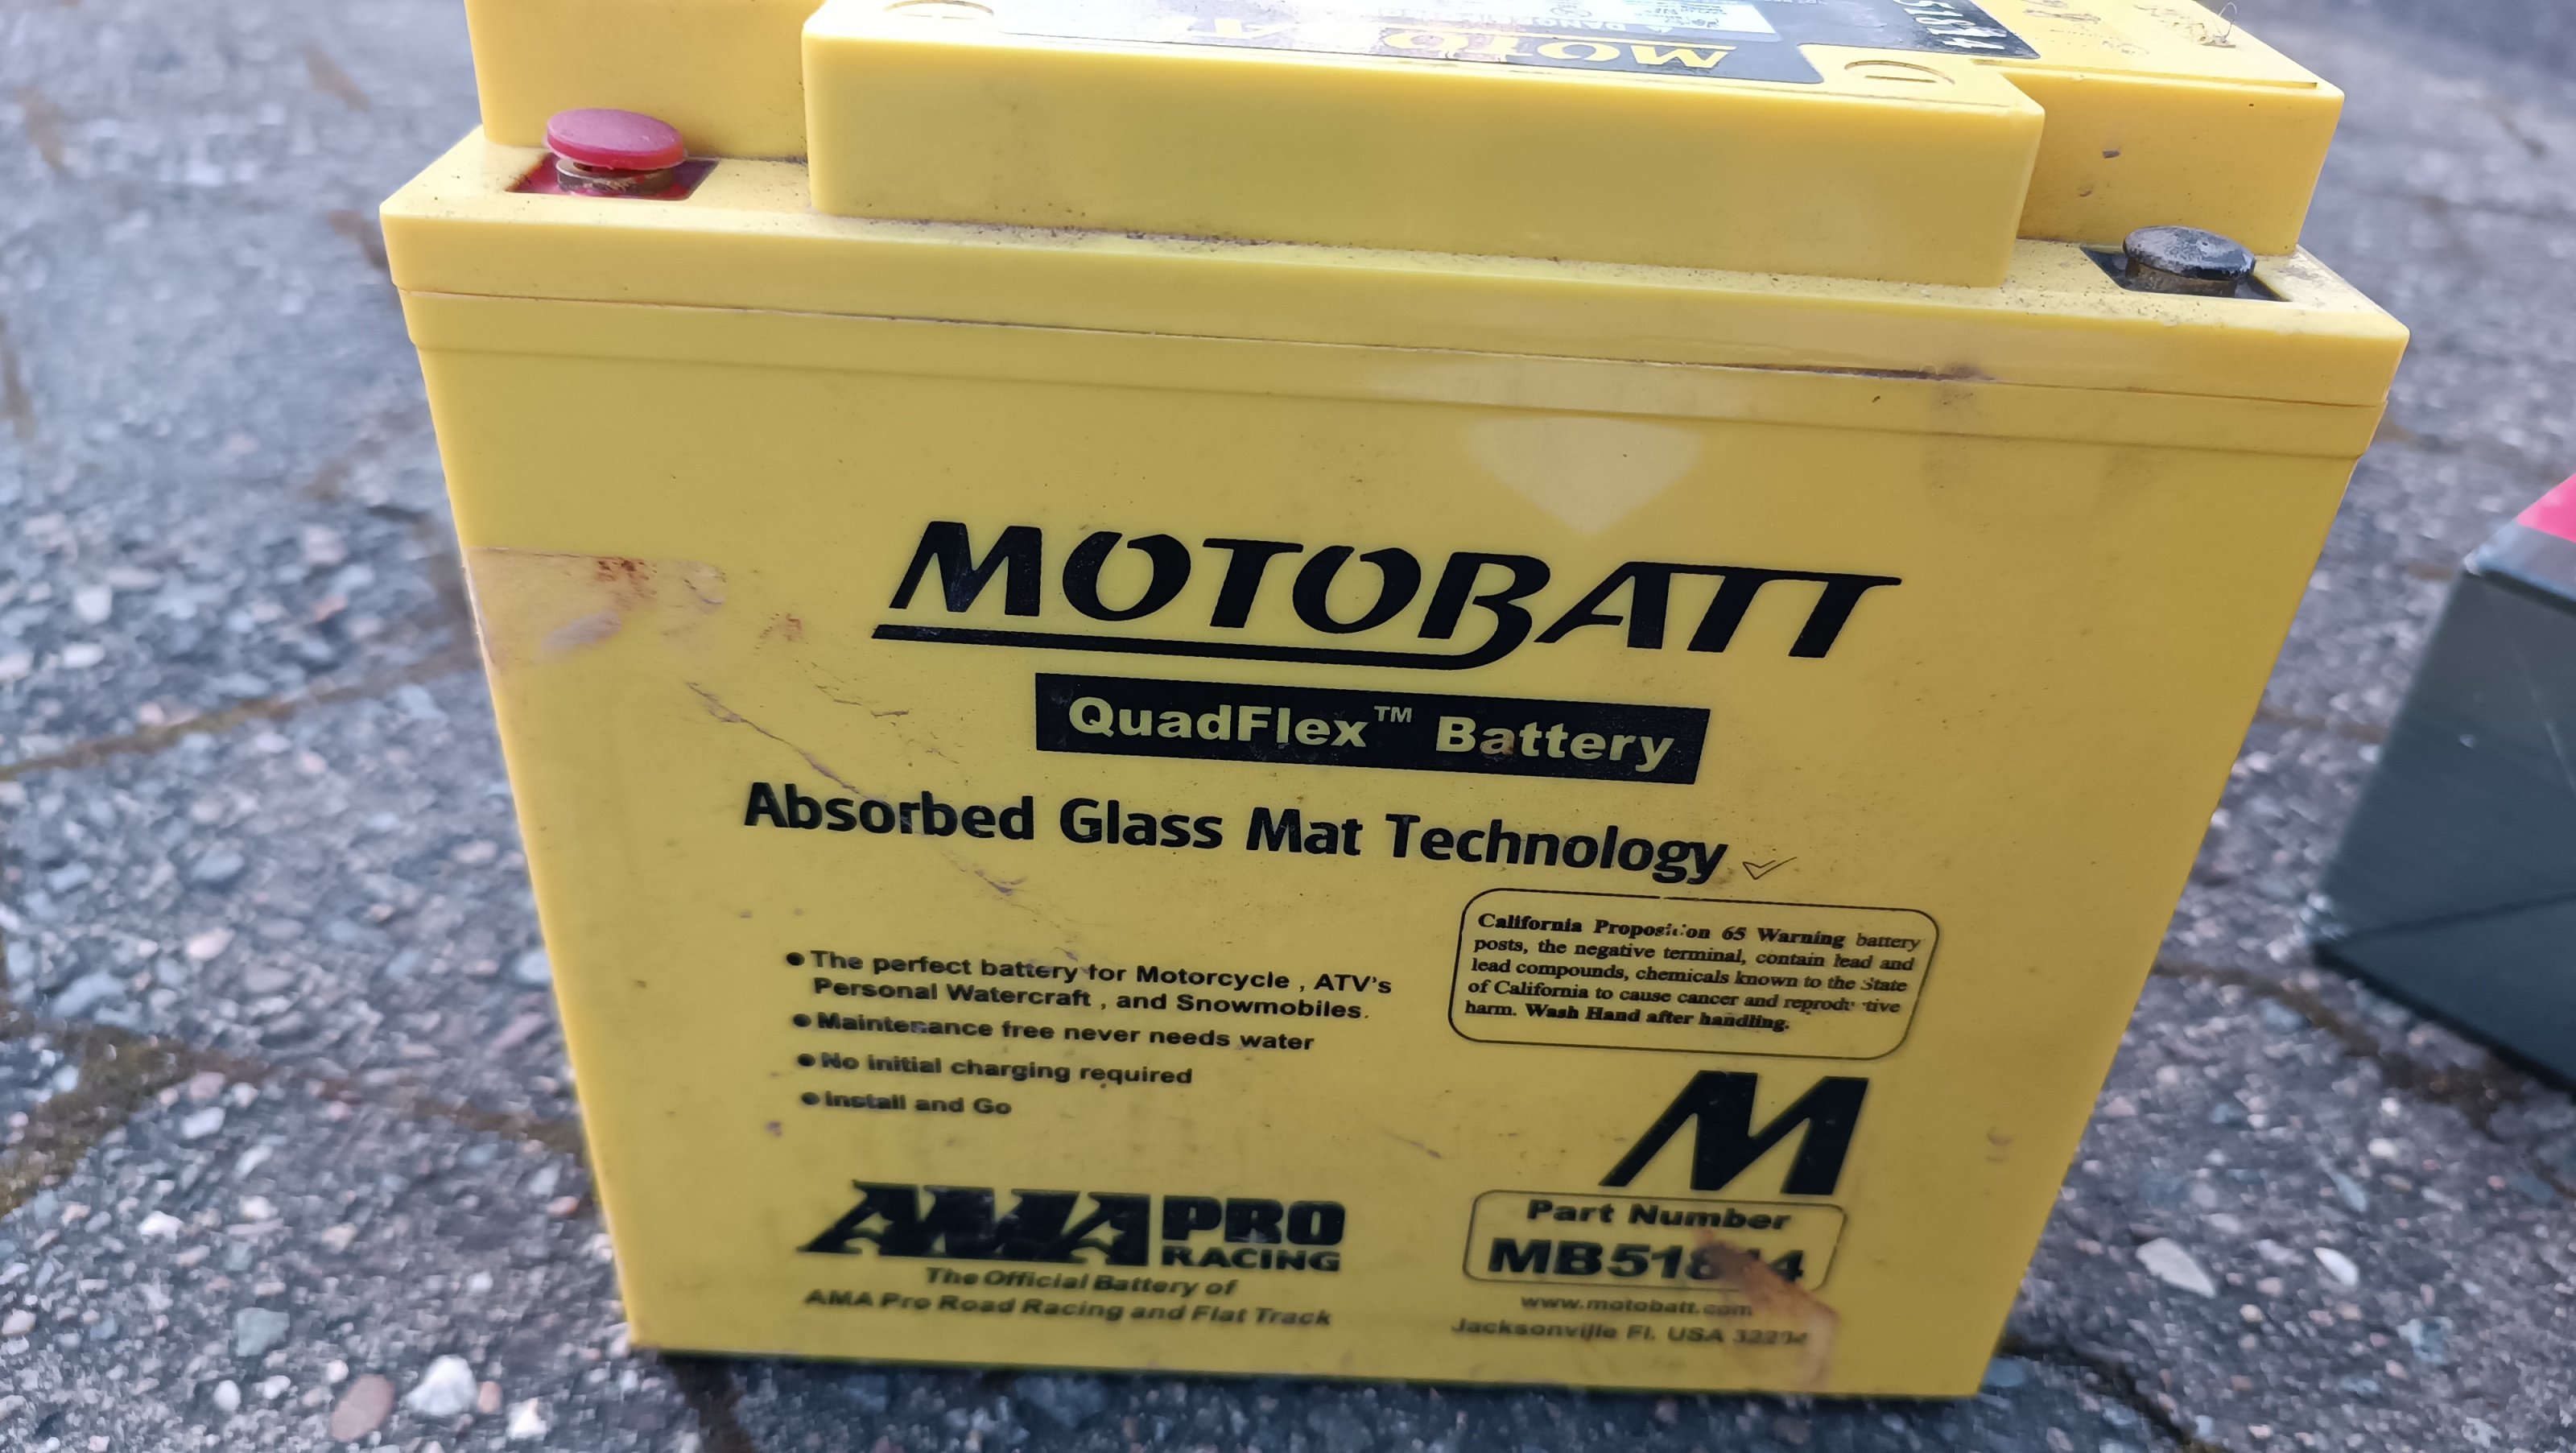 MOTO
MOTOBATT
QuadFlex™ Battery
Absorbed Glass Mat Technology
California Proposition 65 Warning battery
posts, the negative terminal, contain lead and
lead compounds, chemicals known to the State
of California to cause cancer and reproductive
harm. Wash Hand after handling.
● The perfect battery for Motorcycle , ATV's
Personal Watercraft , and Snowmobiles.
● Maintenance free never needs water
● No initial charging required
● Install and Go
M
AMA PRO
RACING
The Official Battery of
AMA Pro Road Racing and Flat Track
Part Number
MB51814
www.motobatt.com
Jacksonville Fl. USA